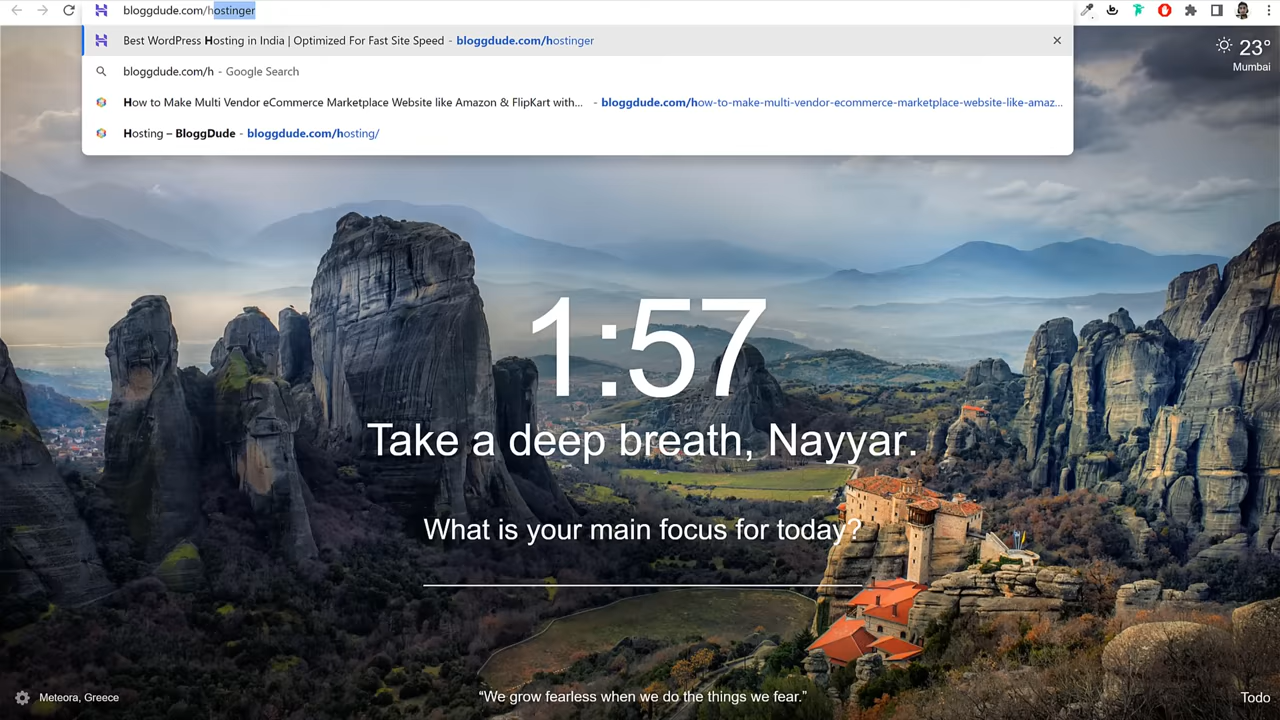 bloggdude.com/hostinger
Best WordPress Hosting in India | Optimized For Fast Site Speed - bloggdude.com/hostinger
bloggdude.com/h - Google Search
How to Make Multi Vendor eCommerce Marketplace Website like Amazon & FlipKart with... - bloggdude.com/how-to-make-multi-vendor-ecommerce-marketplace-website-like-amaz...
Hosting – BloggDude - bloggdude.com/hosting/
23°
Mumbai
1:57
Take a deep breath, Nayyar.
What is your main focus for today?
Meteora, Greece
“We grow fearless when we do the things we fear.”
Todo